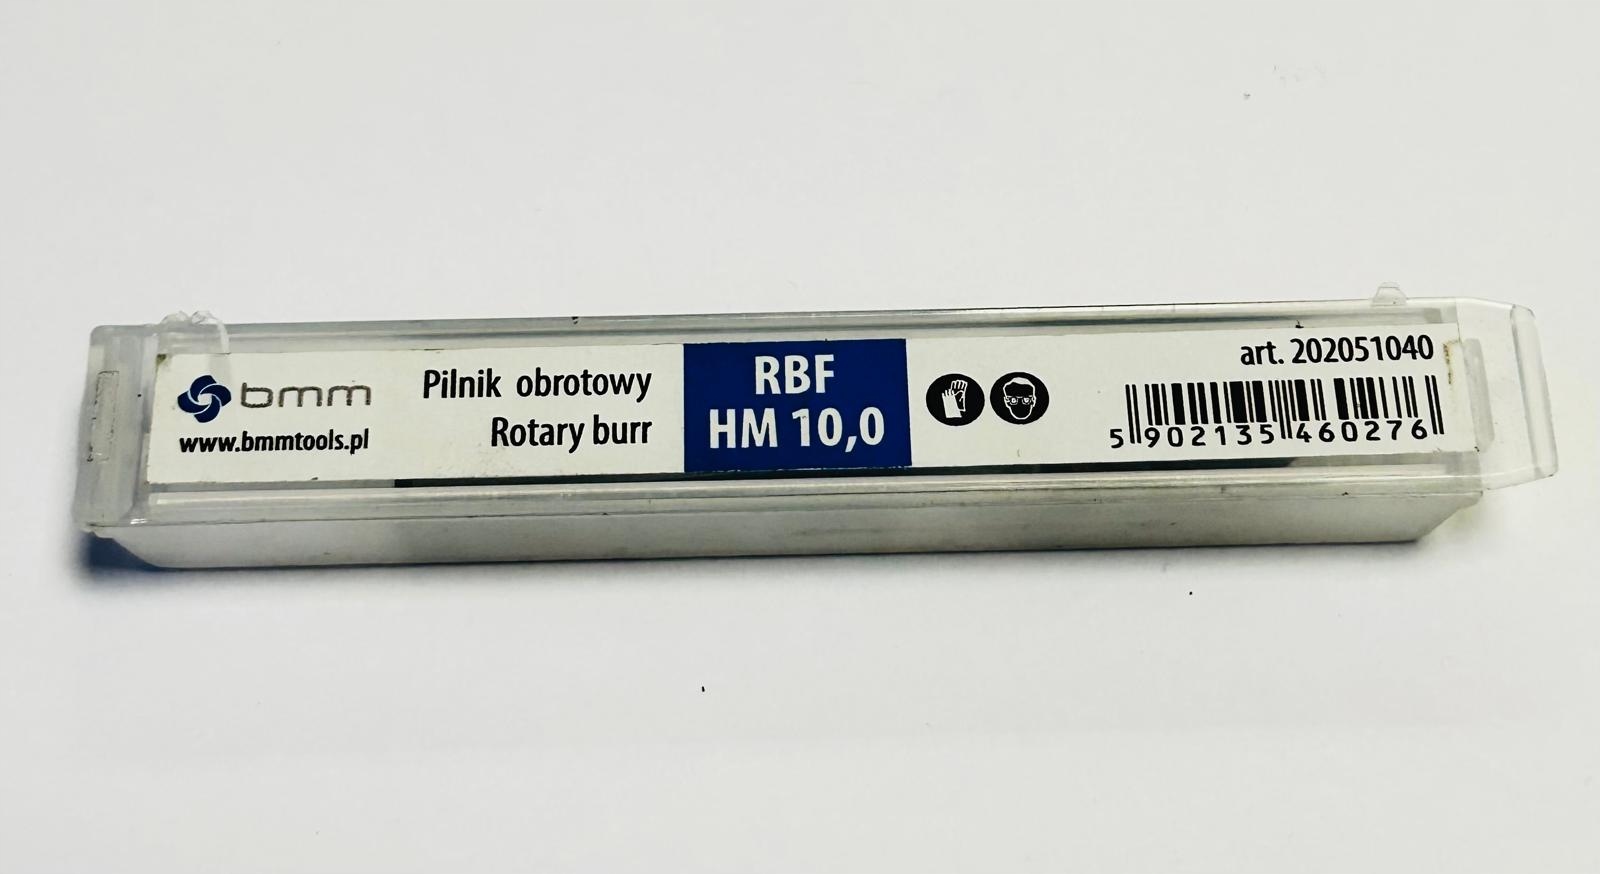 bmm
www.bmmtools.pl
Pilnik obrotowy
Rotary burr
RBF
HM 10,0
art. 202051040
5 902135 460276